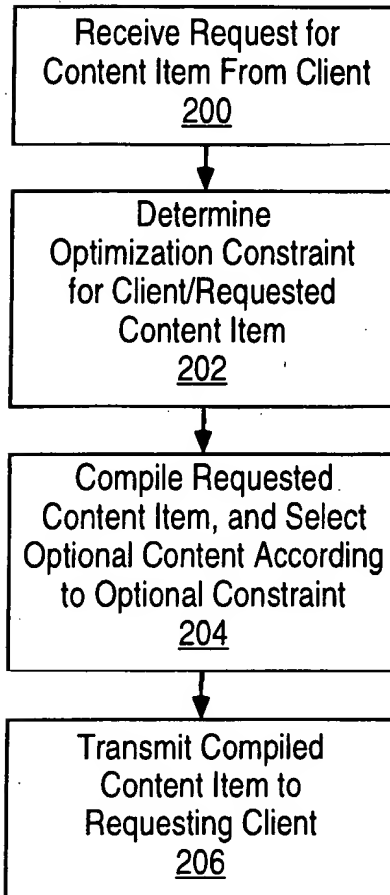 Receive Request for
Content Item From Client
200
Determine
Optimization Constraint
for Client/Requested
Content Item
202
Compile Requested
Content Item, and Select
Optional Content According
to Optional Constraint
204
Transmit Compiled
Content Item to
Requesting Client
206